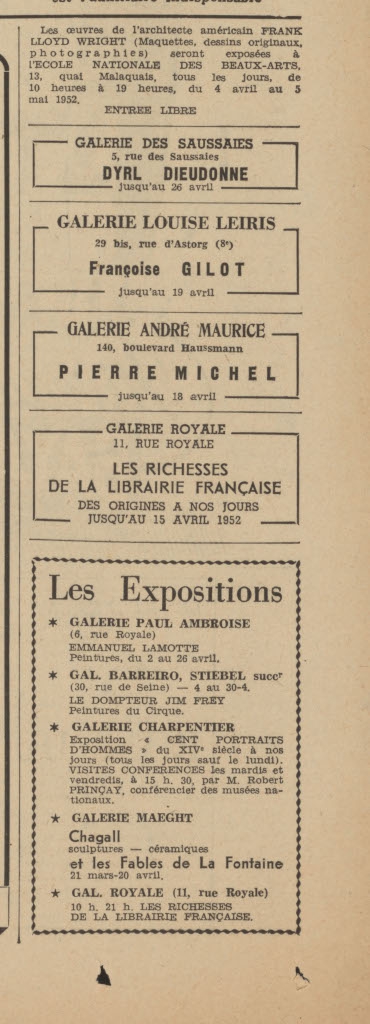 Les œuvres de l'architecte américain FRANK
LLOYD WRIGHT (Maquettes, dessins originaux,
photographies) seront exposées à
l'ECOLE NATIONALE DES BEAUX-ARTS,
13, quai Malaquais, tous les jours, de
10 heures à 19 heures, du 4 avril au 5
mai 1952.
ENTREE LIBRE
GALERIE DES SAUSSAIES
5, rue des Saussaies
DYRL DIEUDONNE
jusqu'au 26 avril
GALERIE LOUISE LEIRIS
29 bis, rue d'Astorg (8e)
Françoise GILOT
jusqu'au 19 avril
GALERIE ANDRÉ MAURICE
140, boulevard Haussmann
PIERRE MICHEL
jusqu'au 18 avril
GALERIE ROYALE
11, RUE ROYALE
LES RICHESSES
DE LA LIBRAIRIE FRANÇAISE
DES ORIGINES A NOS JOURS
JUSQU'AU 15 AVRIL 1952
Les Expositions
* GALERIE PAUL AMBROISE
(6, rue Royale)
EMMANUEL LAMOTTE
Peintures, du 2 au 26 avril.
* GAL. BARREIRO, STIEBEL succr
(30, rue de Seine) — 4 au 30-4.
LE DOMPTEUR JIM FREY
Peintures du Cirque.
* GALERIE CHARPENTIER
Exposition « CENT PORTRAITS
D'HOMMES » du XIVe siècle à nos
jours (tous les jours sauf le lundi).
VISITES CONFERENCES les mardis et
vendredis, à 15 h. 30, par M. Robert
PRINÇAY, conférencier des musées na-
tionaux.
★ GALERIE MAEGHT
Chagall
sculptures — céramiques
et les Fables de La Fontaine
21 mars-20 avril.
★ GAL. ROYALE (11, rue Royale)
10 h. 21 h. LES RICHESSES
DE LA LIBRAIRIE FRANÇAISE.